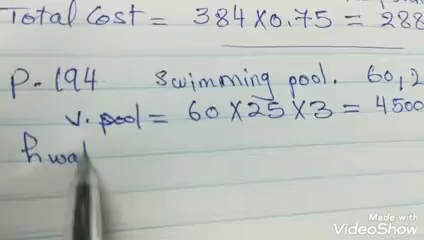 Total Cost = 384×0.75 = 288
P-194 Swimming pool. 60,2
V. pool = 60×25×3 = 4500
h wa
Made with
VideoShow